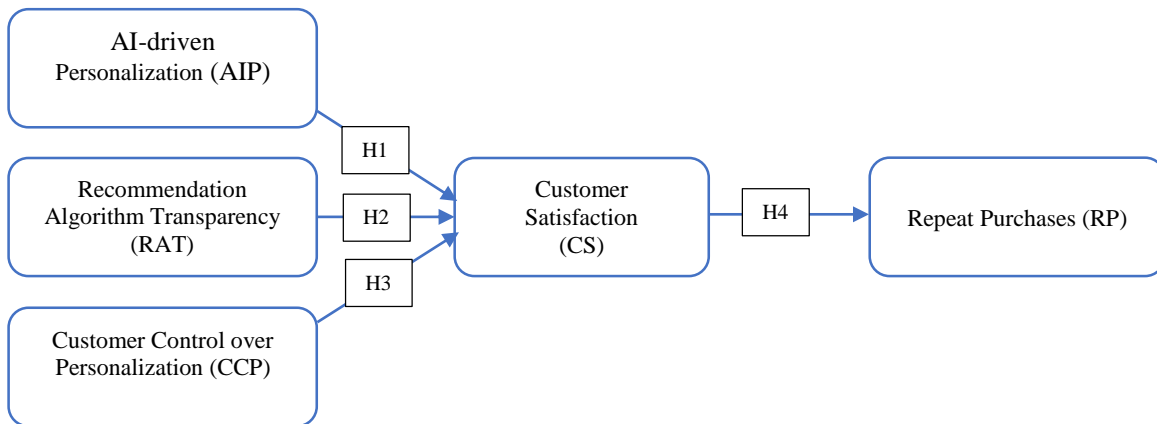 AI-driven
Personalization (AIP)
H1
Recommendation
Algorithm Transparency
(RAT)
H2
Customer
Satisfaction
(CS)
H4
Repeat Purchases (RP)
H3
Customer Control over
Personalization (CCP)